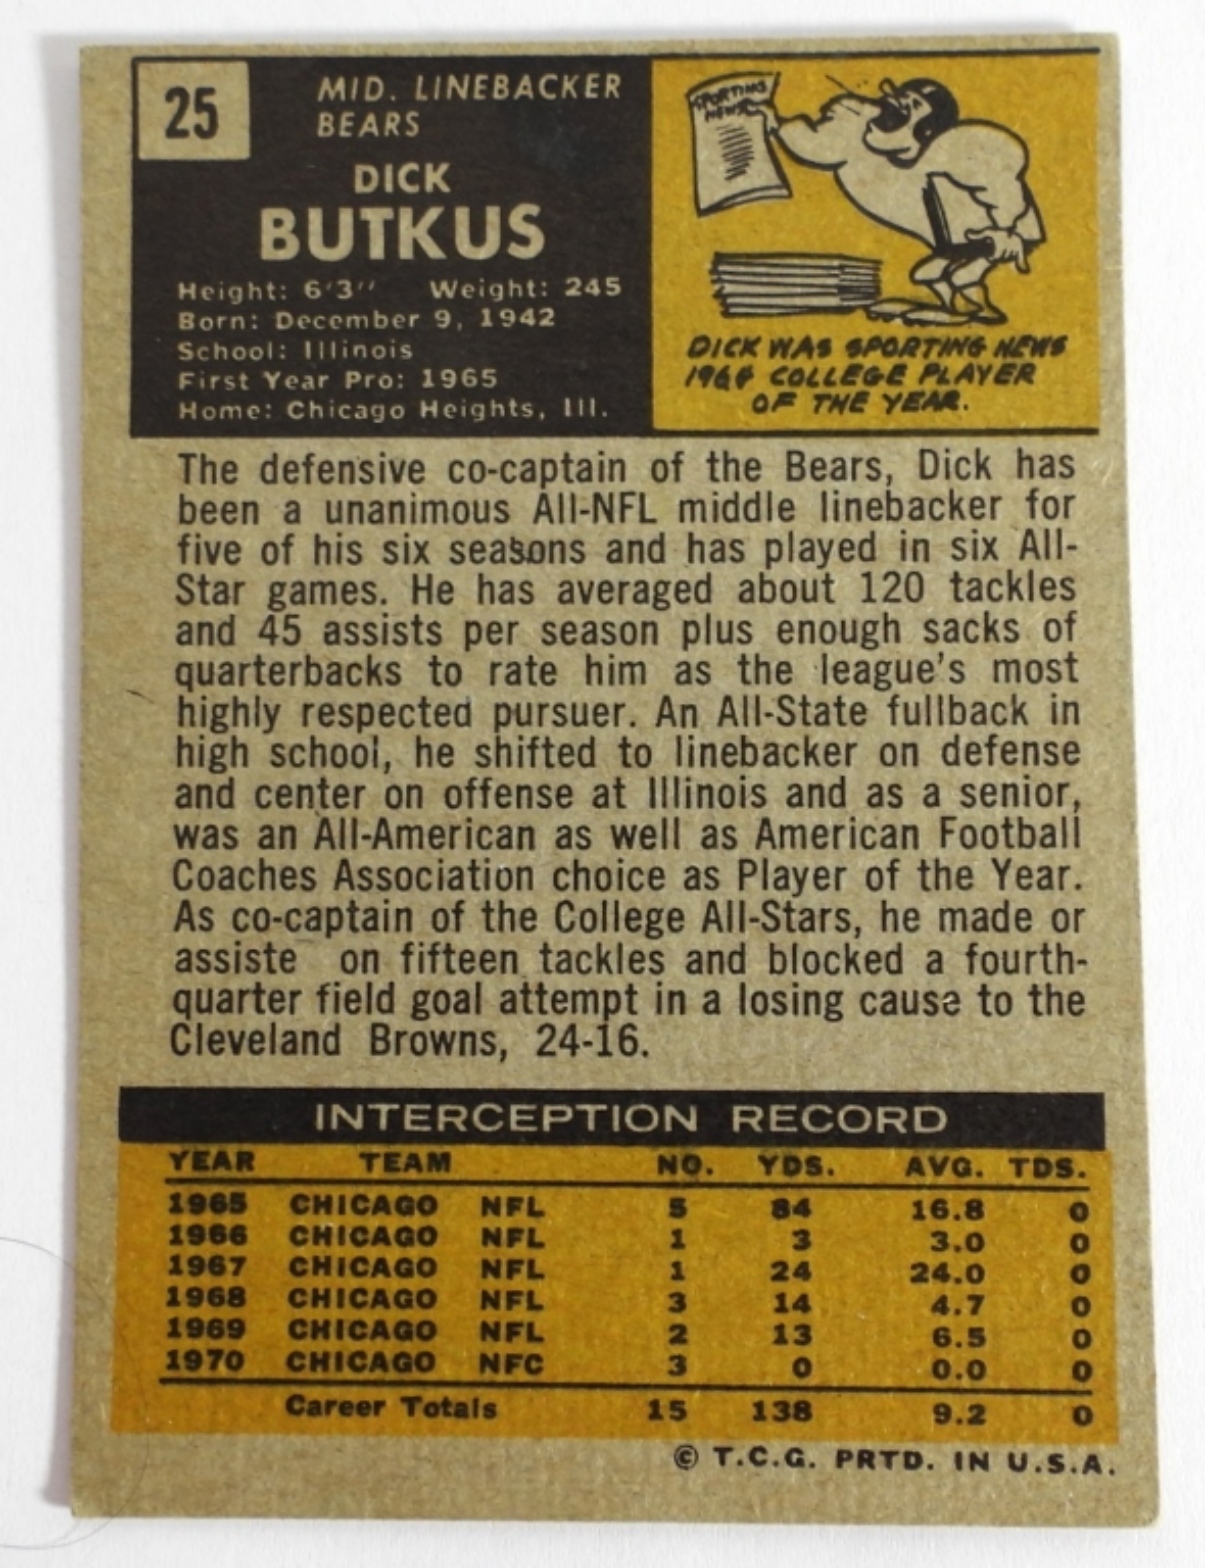 25
MID. LINEBACKER
BEARS
DICK
BUTKUS
Height: 6'3" Weight: 245
Born: December 9, 1942
School: Illinois
First Year Pro: 1965
Home: Chicago Heights, Ill.
SPORTING
NEWS
DICK WAS SPORTING NEWS
1964 COLLEGE PLAYER
OF THE YEAR.
The defensive co-captain of the Bears, Dick has
been a unanimous All-NFL middle linebacker for
five of his six seasons and has played in six All-
Star games. He has averaged about 120 tackles
and 45 assists per season plus enough sacks of
quarterbacks to rate him as the league's most
highly respected pursuer. An All-State fullback in
high school, he shifted to linebacker on defense
and center on offense at Illinois and as a senior,
was an All-American as well as American Football
Coaches Association choice as Player of the Year.
As co-captain of the College All-Stars, he made or
assiste on fifteen tackles and blocked a fourth-
quarter field goal attempt in a losing cause to the
Cleveland Browns, 24-16.
INTERCEPTION RECORD
YEAR TEAM NO. YDS. AVG. TDS.
1965 CHICAGO NFL 5 84 16.8 0
1966 CHICAGO NFL 1 3 3.0 0
1967 CHICAGO NFL 1 24 24.0 0
1968 CHICAGO NFL 3 14 4.7 0
1969 CHICAGO NFL 2 13 6.5 0
1970 CHICAGO NFC 3 0 0.0 0
Career Totals 15 138 9.2 0
© T.C.G. PRTD. IN U.S.A.